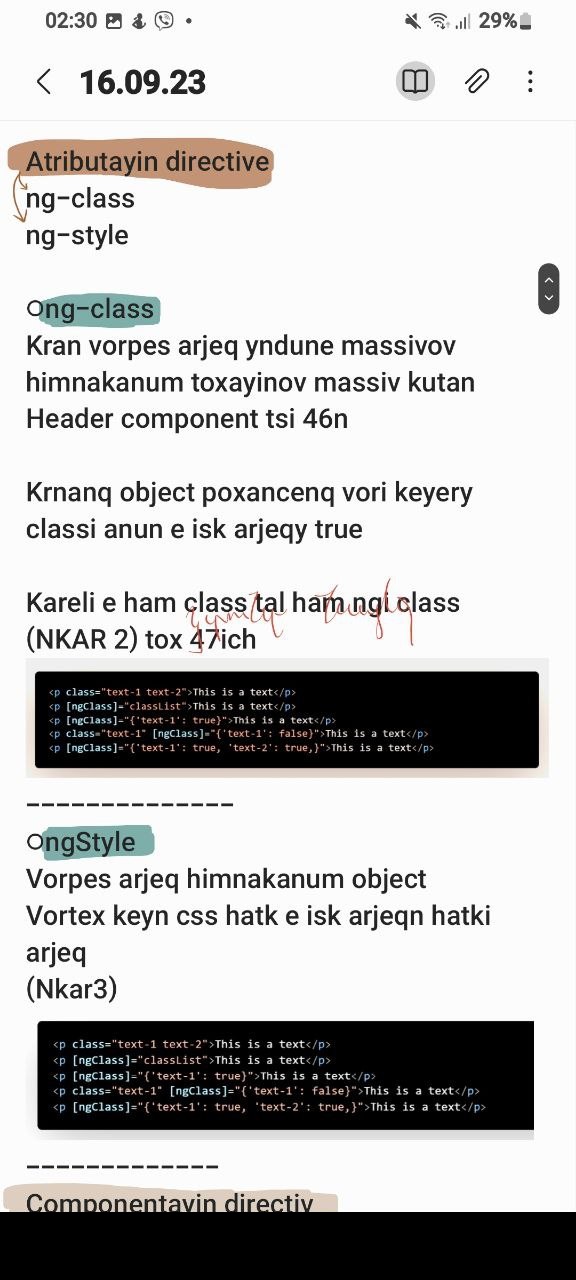 02:30
29%
16.09.23
Atributayin directive
ng-class
ng-style
ng-class
Kran vorpes arjeq yndune massivov
himnakanum toxayinov massiv kutan
Header component tsi 46n
Krnanq object poxancenq vori keyery
classi anun e isk arjeqy true
Kareli e ham class tal ham ngi class
(NKAR 2) tox 47ich
<p class="text-1 text-2">This is a text</p>
<p [ngClass]="classList">This is a text</p>
<p [ngClass]="{'text-1': true}">This is a text</p>
<p class="text-1" [ngClass]="{'text-1': false}">This is a text</p>
<p [ngClass]="{'text-1': true, 'text-2': true,}">This is a text</p>
---------------
ngStyle
Vorpes arjeq himnakanum object
Vortex keyn css hatk e isk arjeqn hatki
arjeq
(Nkar3)
<p class="text-1 text-2">This is a text</p>
<p [ngClass]="classList">This is a text</p>
<p [ngClass]="{'text-1': true}">This is a text</p>
<p class="text-1" [ngClass]="{'text-1': false}">This is a text</p>
<p [ngClass]="{'text-1': true, 'text-2': true,}">This is a text</p>
--------------
Componentayin directiv